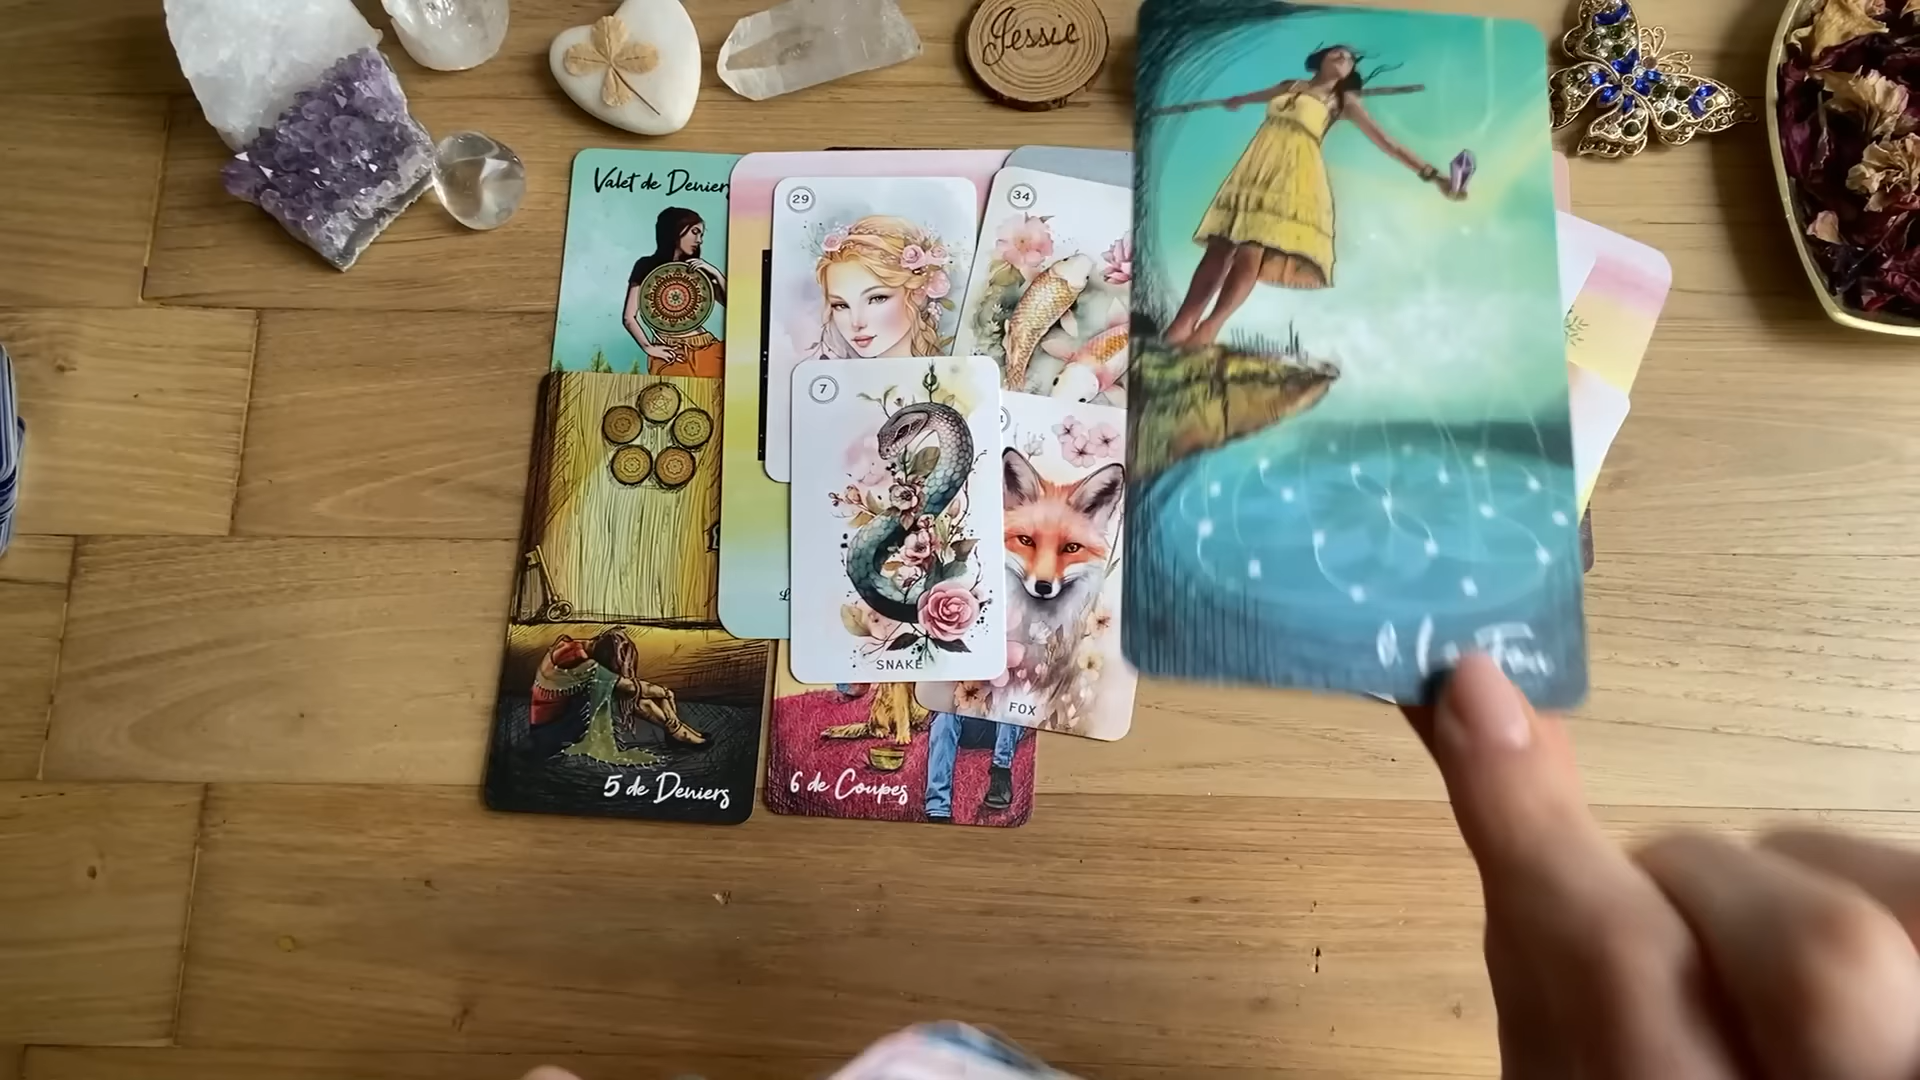 Jessie
Valet de Deniers
29
34
7
SNAKE
FOX
5 de Deniers
6 de Coupes